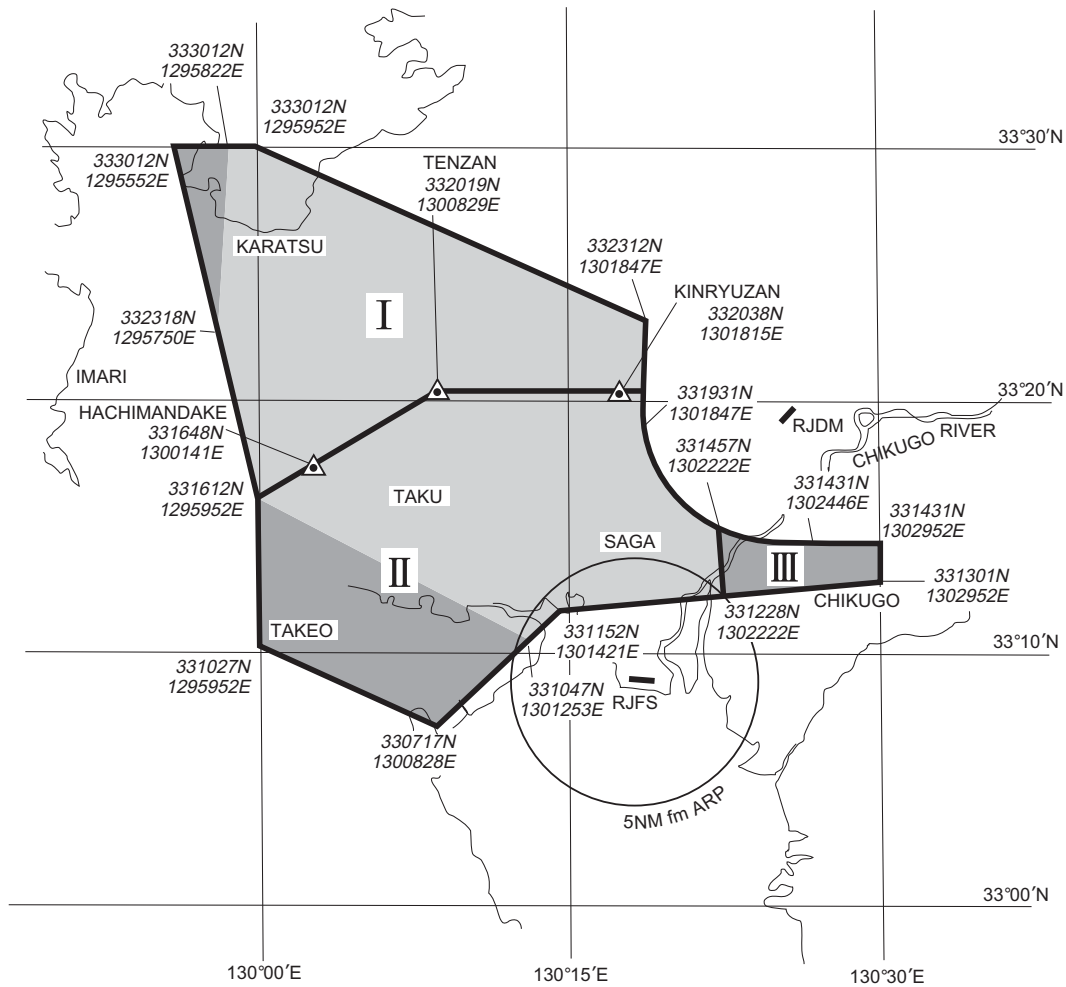 333012N
1295822E
333012N
1295952E
33°30′N
333012N
1295552E
TENZAN
332019N
1300829E
KARATSU
332312N
1301847E
I
KINRYUZAN
332038N
1301815E
332318N
1295750E
IMARI
33°20′N
HACHIMANDAKE
331648N
1300141E
331931N
1301847E
RJDM
CHIKUGO RIVER
331457N
1302222E
331612N
1295952E
TAKU
331431N
1302446E
331431N
1302952E
SAGA
II
III
331301N
1302952E
CHIKUGO
TAKEO
331152N
1301421E
331228N
1302222E
33°10′N
331027N
1295952E
331047N
1301253E
RJFS
330717N
1300828E
5NM fm ARP
33°00′N
130°00′E
130°15′E
130°30′E